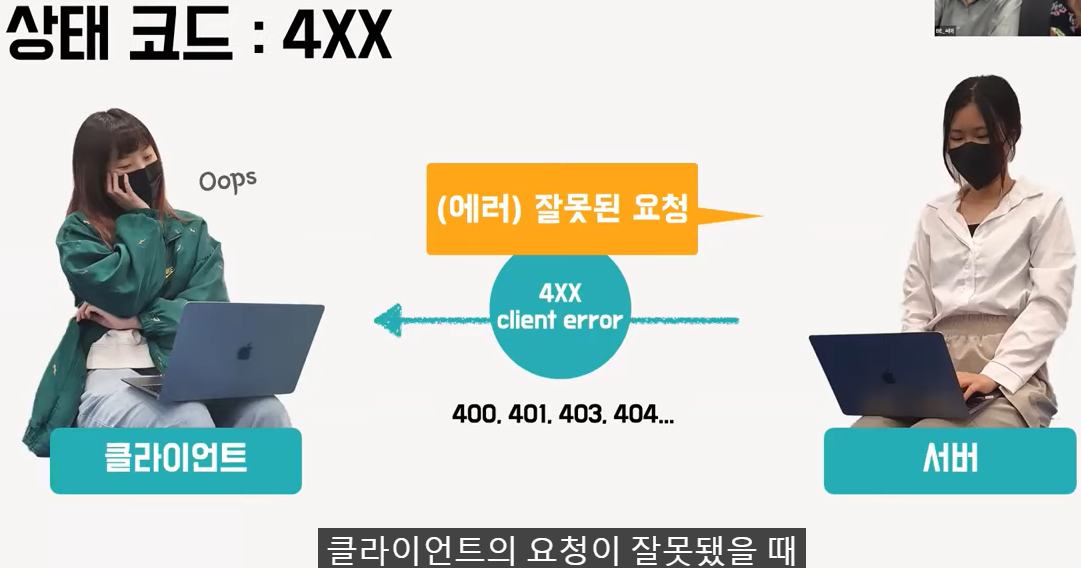 상태 코드 : 4XX
Oops
(에러) 잘못된 요청
4XX
client error
400, 401, 403, 404...
클라이언트
서버
클라이언트의 요청이 잘못됐을 때